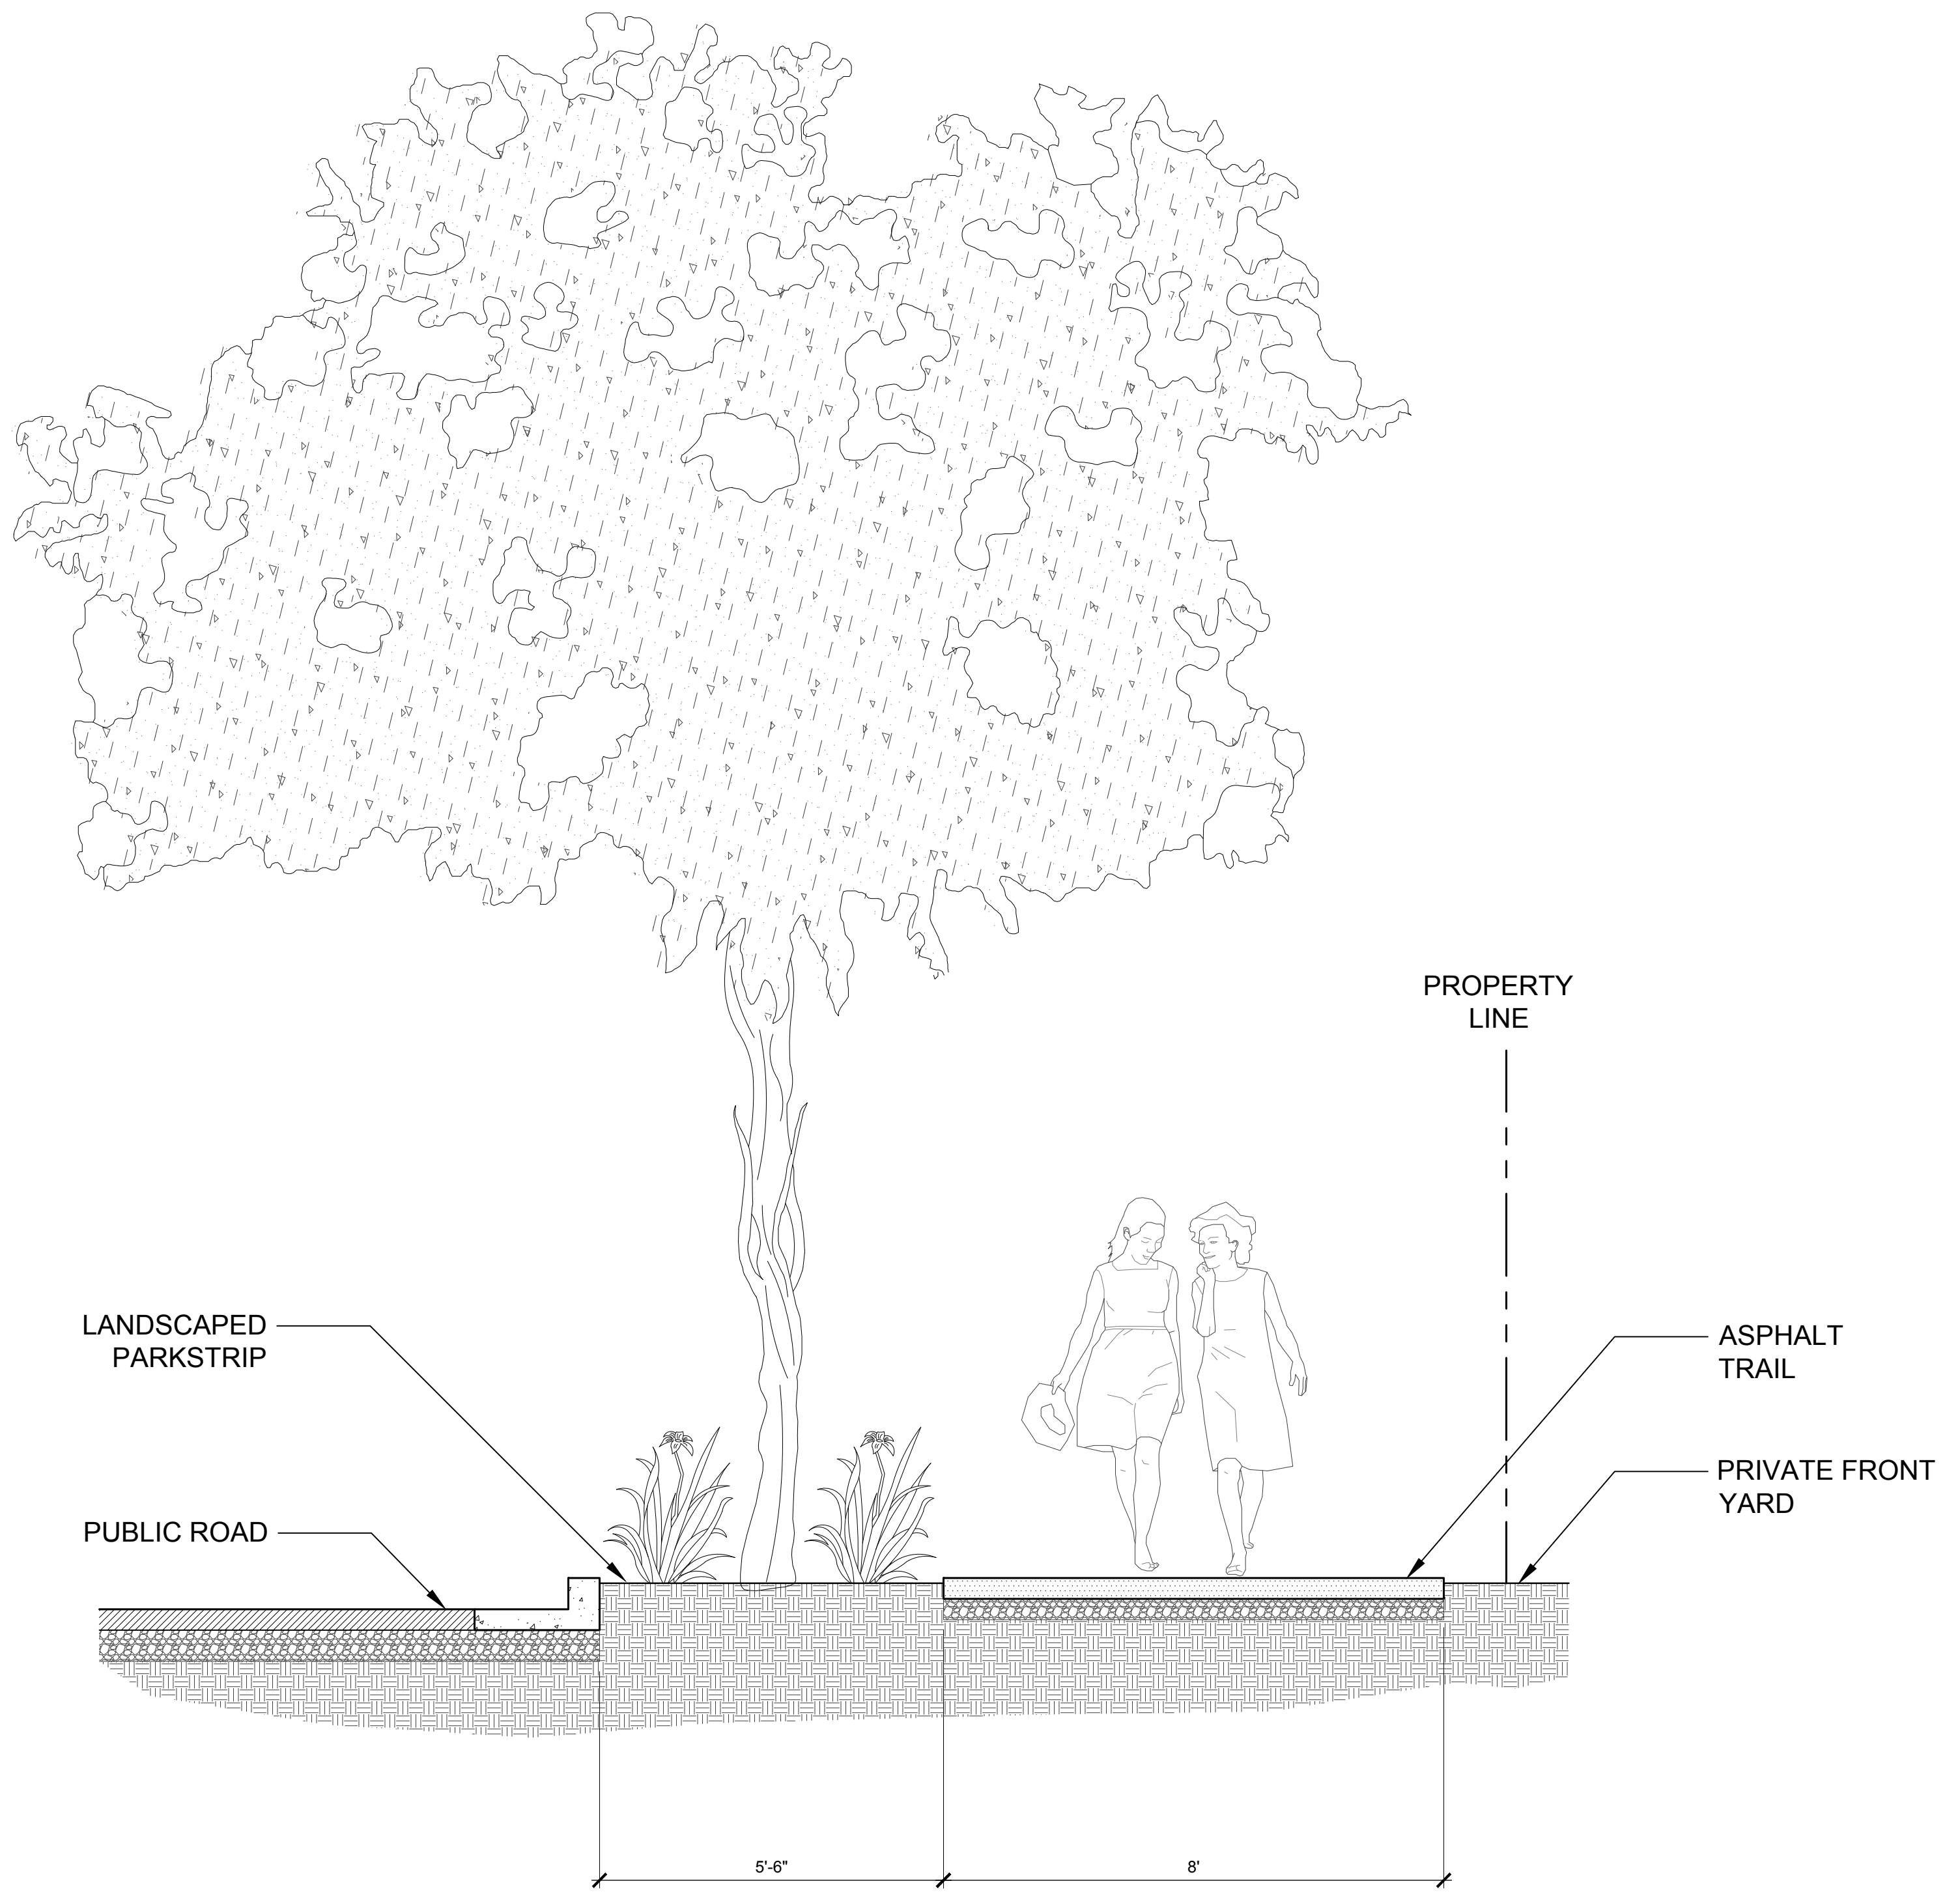 PROPERTY
LINE
LANDSCAPED
PARKSTRIP
ASPHALT
TRAIL
PRIVATE FRONT
YARD
PUBLIC ROAD
5'-6"
8'